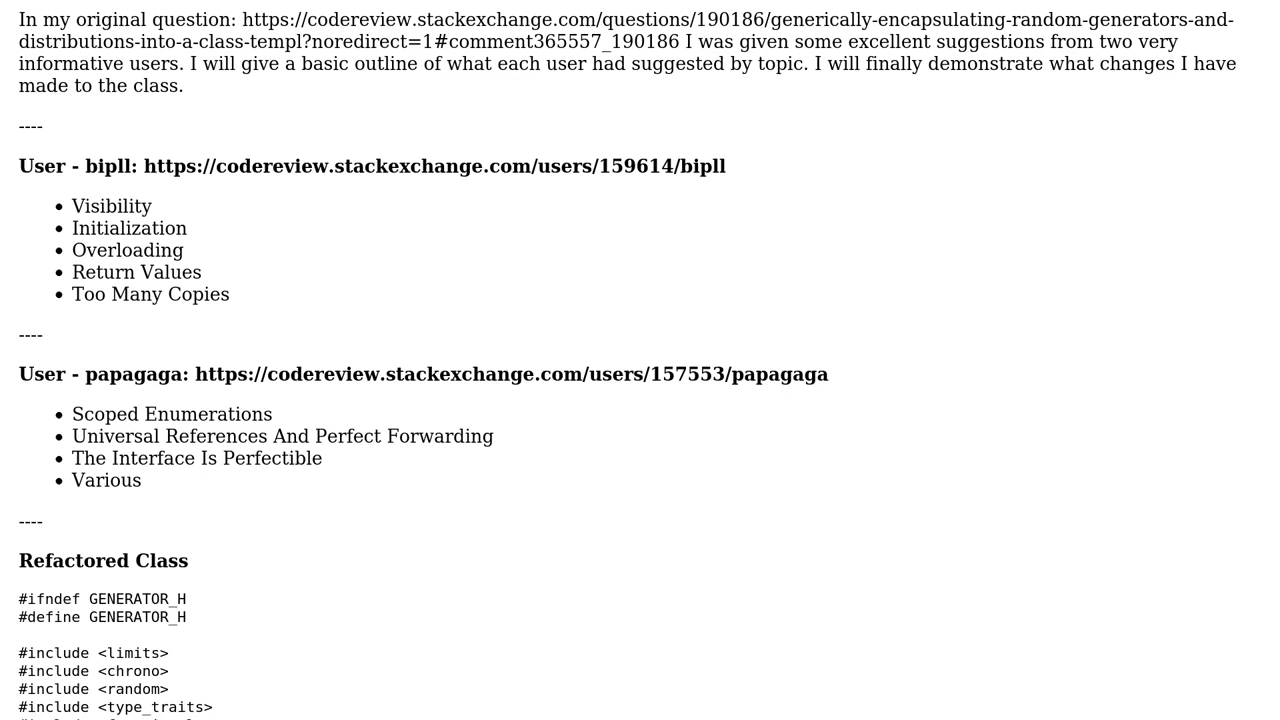 In my original question: https://codereview.stackexchange.com/questions/190186/generically-encapsulating-random-generators-and-
distributions-into-a-class-templ?noredirect=1#comment365557_190186 I was given some excellent suggestions from two very
informative users. I will give a basic outline of what each user had suggested by topic. I will finally demonstrate what changes I have
made to the class.
----
User - bipll: https://codereview.stackexchange.com/users/159614/bipll
• Visibility
• Initialization
• Overloading
• Return Values
• Too Many Copies
----
User - papagaga: https://codereview.stackexchange.com/users/157553/papagaga
• Scoped Enumerations
• Universal References And Perfect Forwarding
• The Interface Is Perfectible
• Various
----
Refactored Class
#ifndef GENERATOR_H
#define GENERATOR_H
#include <limits>
#include <chrono>
#include <random>
#include <type_traits>